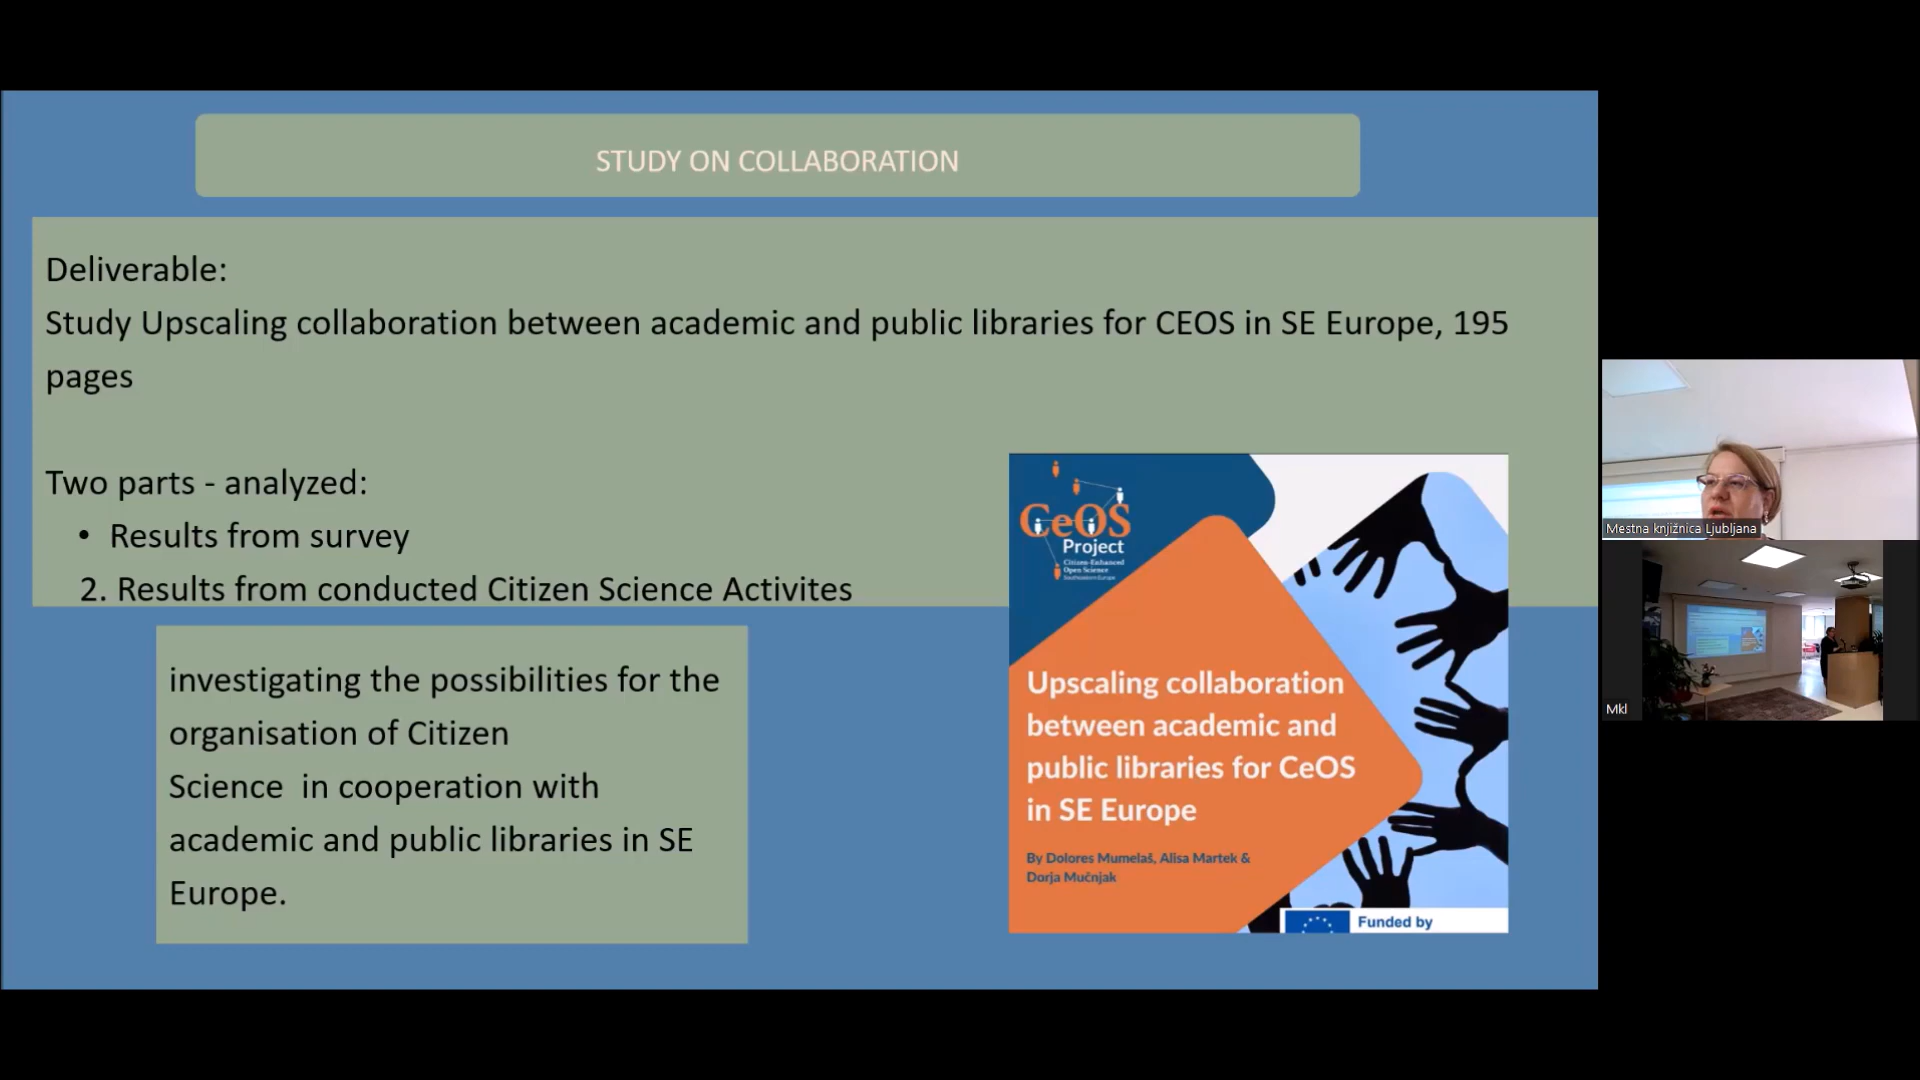 STUDY ON COLLABORATION
Deliverable:
Study Upscaling collaboration between academic and public libraries for CEOS in SE Europe, 195
pages
Two parts - analyzed:
• Results from survey
2. Results from conducted Citizen Science Activites
investigating the possibilities for the
organisation of Citizen
Science in cooperation with
academic and public libraries in SE
Europe.
CeOS
Project
Citizen-Enhanced
Open Science
Southeastern Europe
Upscaling collaboration
between academic and
public libraries for CeOS
in SE Europe
By Dolores Mumelaš, Alisa Martek &
Dorja Mučnjak
Funded by
Mestna knjižnica Ljubljana
Mkl